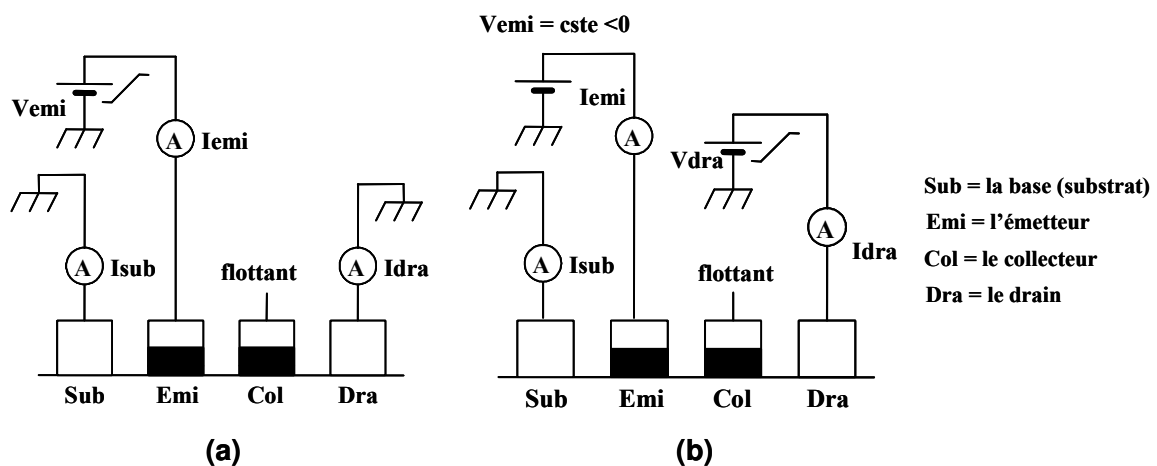 Vemi = cste <0
Vemi
A
Iemi
Iemi
A
Vdra
A
Isub
A
Idra
flottant
A
Isub
flottant
A
Idra
Sub = la base (substrat)
Emi = l'émetteur
Col = le collecteur
Dra = le drain
Sub Emi Col Dra
Sub Emi Col Dra
(a)
(b)